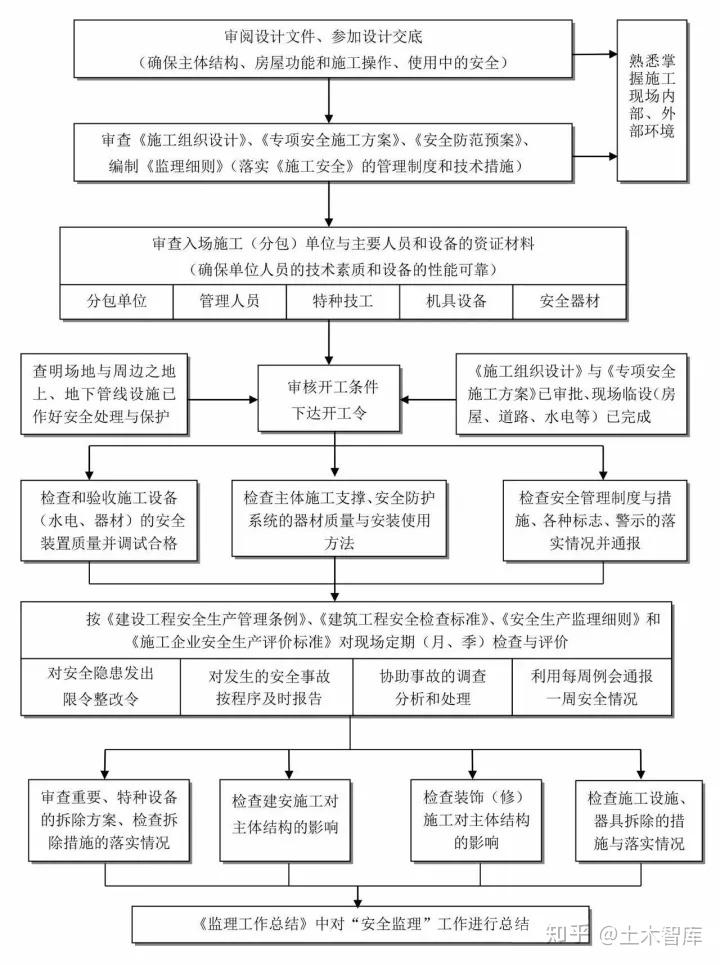 审阅设计文件、参加设计交底
（确保主体结构、房屋功能和施工操作、使用中的安全）
熟悉掌
握施工
现场内
部、外
部环境
审查《施工组织设计》、《专项安全施工方案》、《安全防范预案》、
编制《监理细则》（落实《施工安全》的管理制度和技术措施）
审查入场施工（分包）单位与主要人员和设备的资证材料
（确保单位人员的技术素质和设备的性能可靠）
分包单位
管理人员
特种技工
机具设备
安全器材
查明场地与周边之地
上、地下管线设施已
作好安全处理与保护
审核开工条件
下达开工令
《施工组织设计》与《专项安全
施工方案》已审批、现场临设（房
屋、道路、水电等）已完成
检查和验收施工设备
（水电、器材）的安全
装置质量并调试合格
检查主体施工支撑、安全防护
系统的器材质量与安装使用
方法
检查安全管理制度与措
施、各种标志、警示的落
实情况并通报
按《建设工程安全生产管理条例》、《建筑工程安全检查标准》、《安全生产监理细则》和
《施工企业安全生产评价标准》对现场定期（月、季）检查与评价
对安全隐患发出
限令整改令
对发生的安全事故
按程序及时报告
协助事故的调查
分析和处理
利用每周例会通报
一周安全情况
审查重要、特种设备
的拆除方案、检查拆
除措施的落实情况
检查建安施工对
主体结构的影响
检查装饰（修）
施工对主体结构
的影响
检查施工设施、
器具拆除的措
施与落实情况
《监理工作总结》中对“安全监理”工作进行总结
知乎 @土木智库